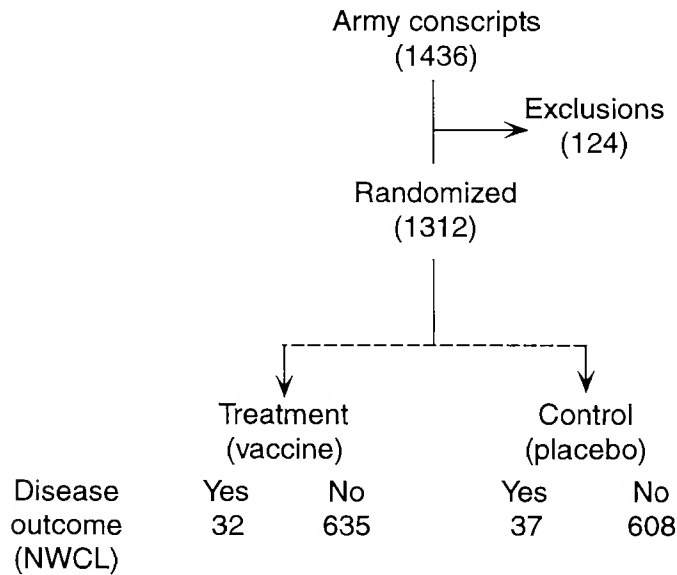 Army conscripts
(1436)
Exclusions
(124)
Randomized
(1312)
Treatment
(vaccine)
Control
(placebo)
Disease Yes No Yes No
outcome 32 635 37 608
(NWCL)